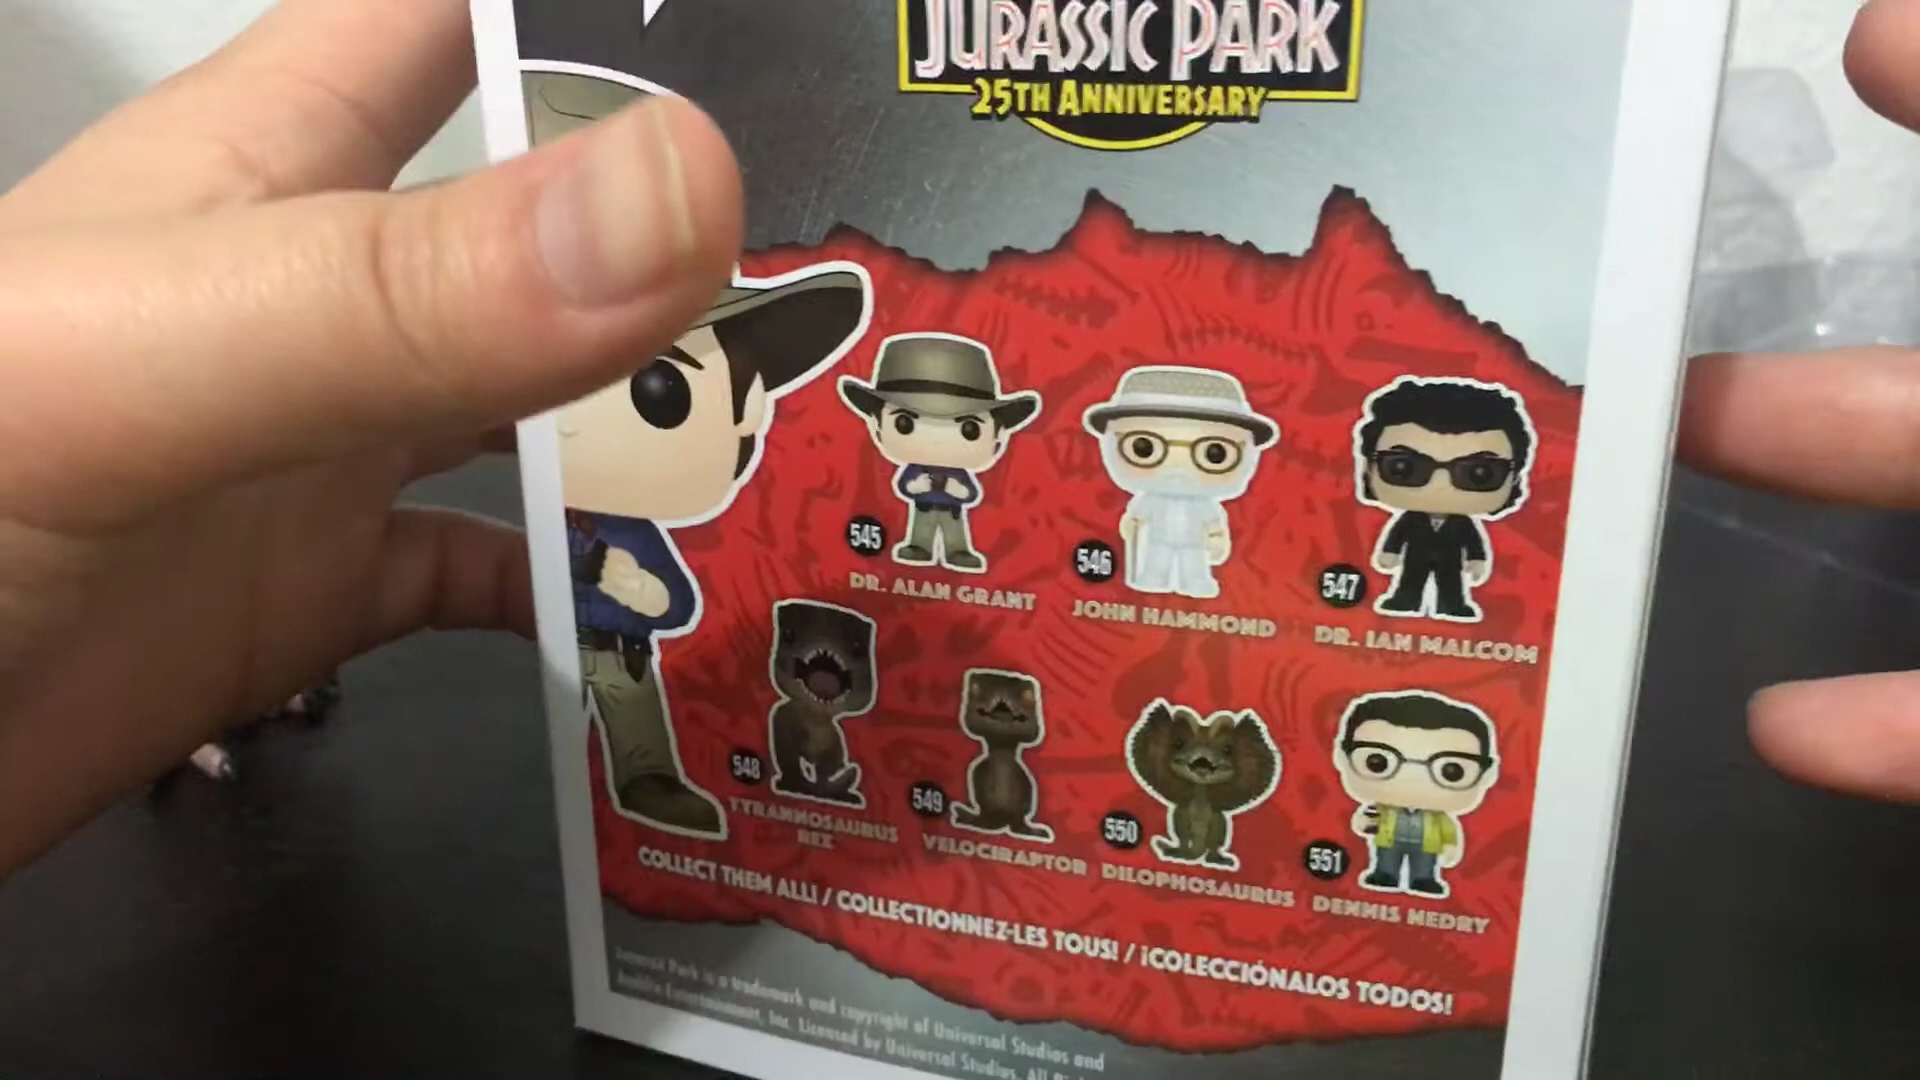 JURASSIC PARK
25TH ANNIVERSARY
545
DR. ALAN GRANT
546
JOHN HAMMOND
547
DR. IAN MALCOM
548
TYRANNOSAURUS
REX
549
VELOCIRAPTOR
550
DILOPHOSAURUS
551
DENNIS NEDRY
COLLECT THEM ALL! / COLLECTIONNEZ-LES TOUS! / ¡COLECCIÓNALOS TODOS!
Jurassic Park is a trademark and copyright of Universal Studios and
Amblin Entertainment, Inc. Licensed by Universal Studios. All